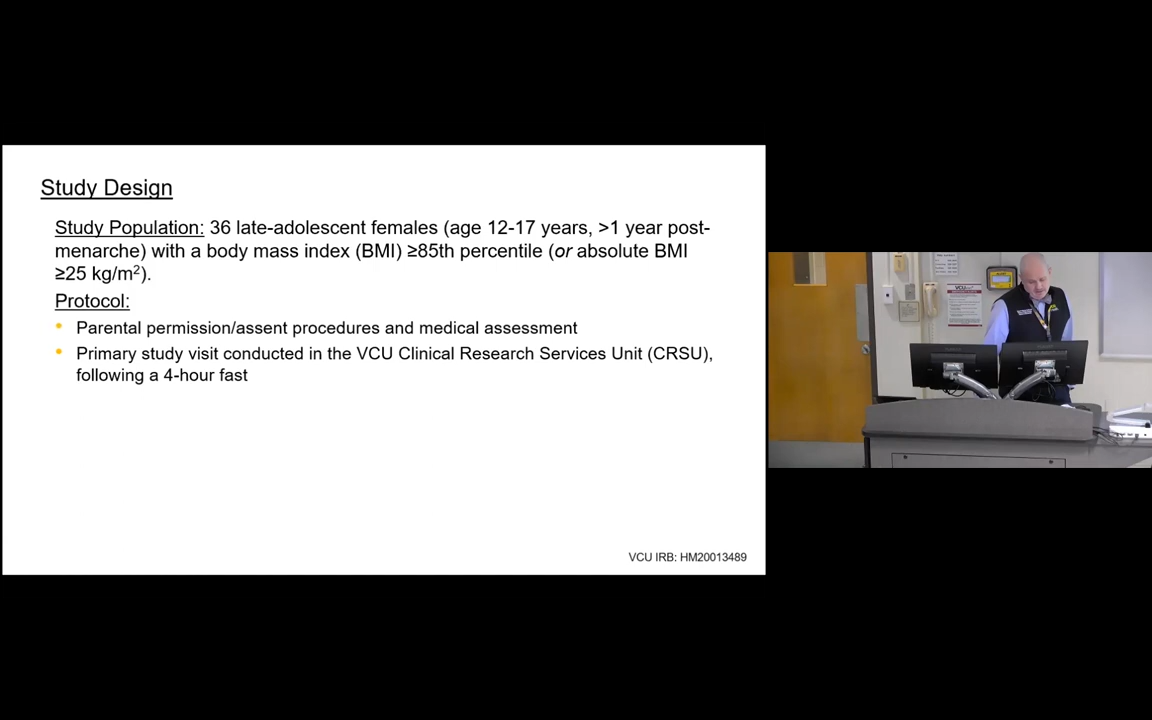 Study Design
Study Population: 36 late-adolescent females (age 12-17 years, >1 year post-
menarche) with a body mass index (BMI) ≥85th percentile (or absolute BMI
≥25 kg/m²).
Protocol:
• Parental permission/assent procedures and medical assessment
• Primary study visit conducted in the VCU Clinical Research Services Unit (CRSU),
following a 4-hour fast
VCU IRB: HM20013489
VCU